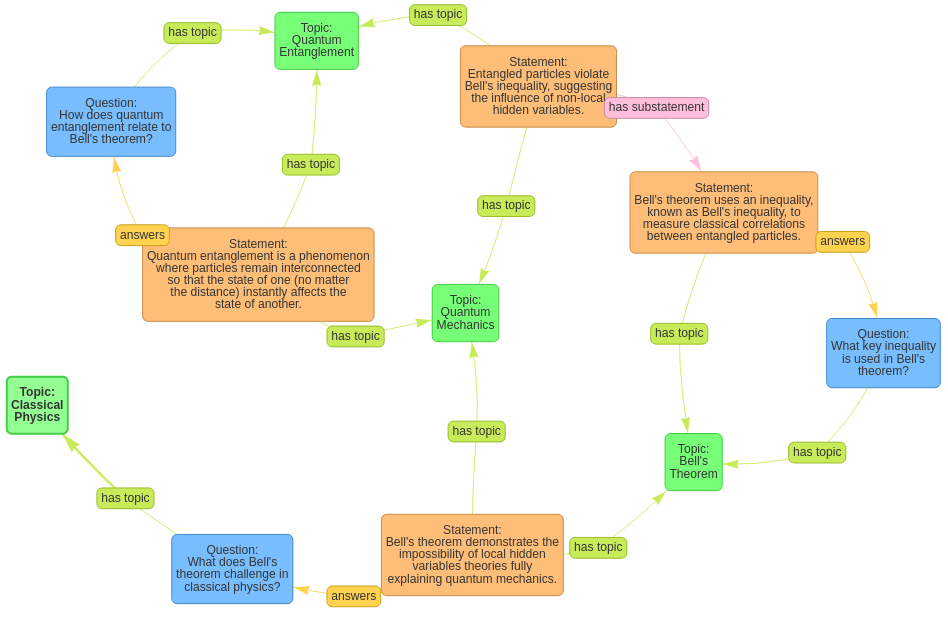 has topic
Topic:
Quantum
Entanglement
has topic
Statement:
Entangled particles violate
Bell's inequality, suggesting
the influence of non-local
hidden variables.
has substatement
Question:
How does quantum
entanglement relate to
Bell's theorem?
has topic
Statement:
Bell's theorem uses an inequality,
known as Bell's inequality, to
measure classical correlations
between entangled particles.
has topic
answers
Statement:
Quantum entanglement is a phenomenon
where particles remain interconnected
so that the state of one (no matter
the distance) instantly affects the
state of another.
answers
Topic:
Quantum
Mechanics
has topic
has topic
Question:
What key inequality
is used in Bell's
theorem?
Topic:
Classical
Physics
has topic
Topic:
Bell's
Theorem
has topic
has topic
Statement:
Bell's theorem demonstrates the
impossibility of local hidden
variables theories fully
explaining quantum mechanics.
has topic
Question:
What does Bell's
theorem challenge in
classical physics?
answers